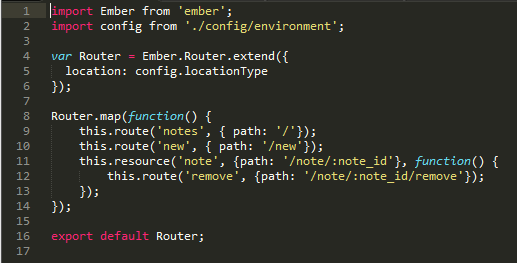 1 import Ember from 'ember';
2 import config from './config/environment';
3
4 var Router = Ember.Router.extend({
5   location: config.locationType
6 });
7
8 Router.map(function() {
9     this.route('notes', { path: '/'});
10     this.route('new', { path: '/new'});
11     this.resource('note', {path: '/note/:note_id'}, function() {
12         this.route('remove', {path: '/note/:note_id/remove'});
13     });
14 });
15
16 export default Router;
17